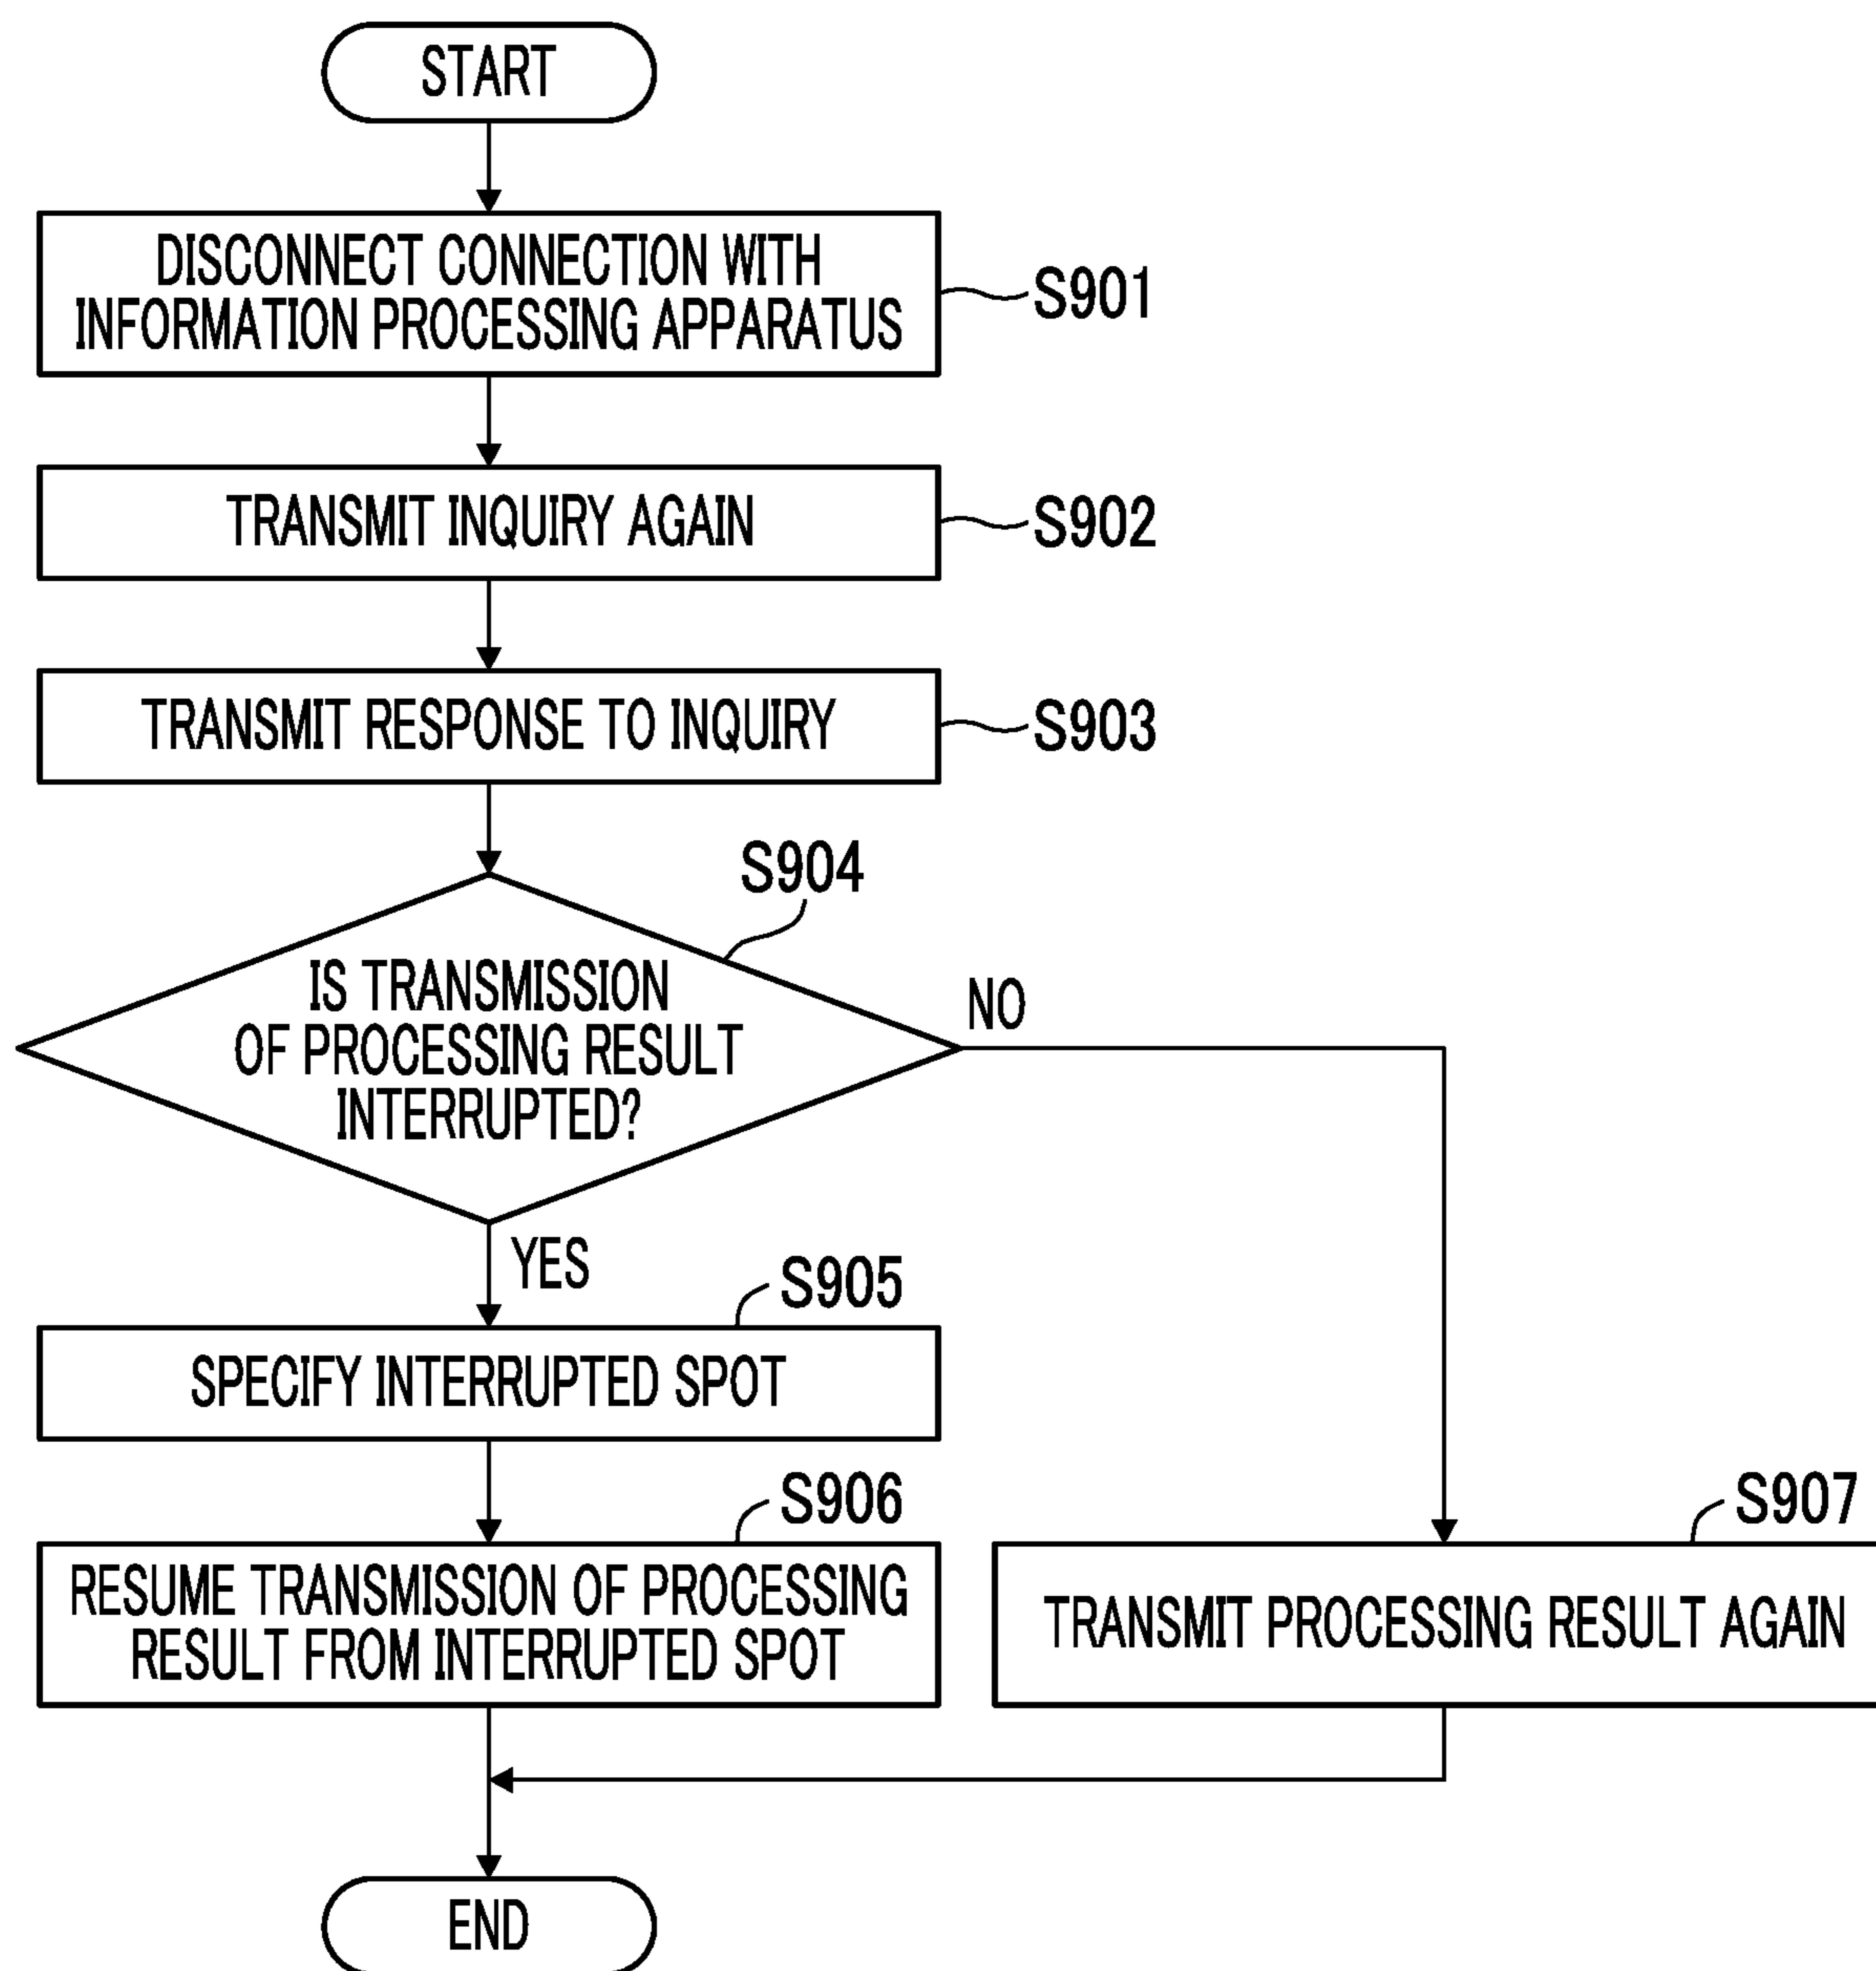 START
DISCONNECT CONNECTION WITH
INFORMATION PROCESSING APPARATUS
S901
TRANSMIT INQUIRY AGAIN
S902
TRANSMIT RESPONSE TO INQUIRY
S903
S904
IS TRANSMISSION
OF PROCESSING RESULT
INTERRUPTED?
NO
YES
S905
SPECIFY INTERRUPTED SPOT
S906
RESUME TRANSMISSION OF PROCESSING
RESULT FROM INTERRUPTED SPOT
S907
TRANSMIT PROCESSING RESULT AGAIN
END